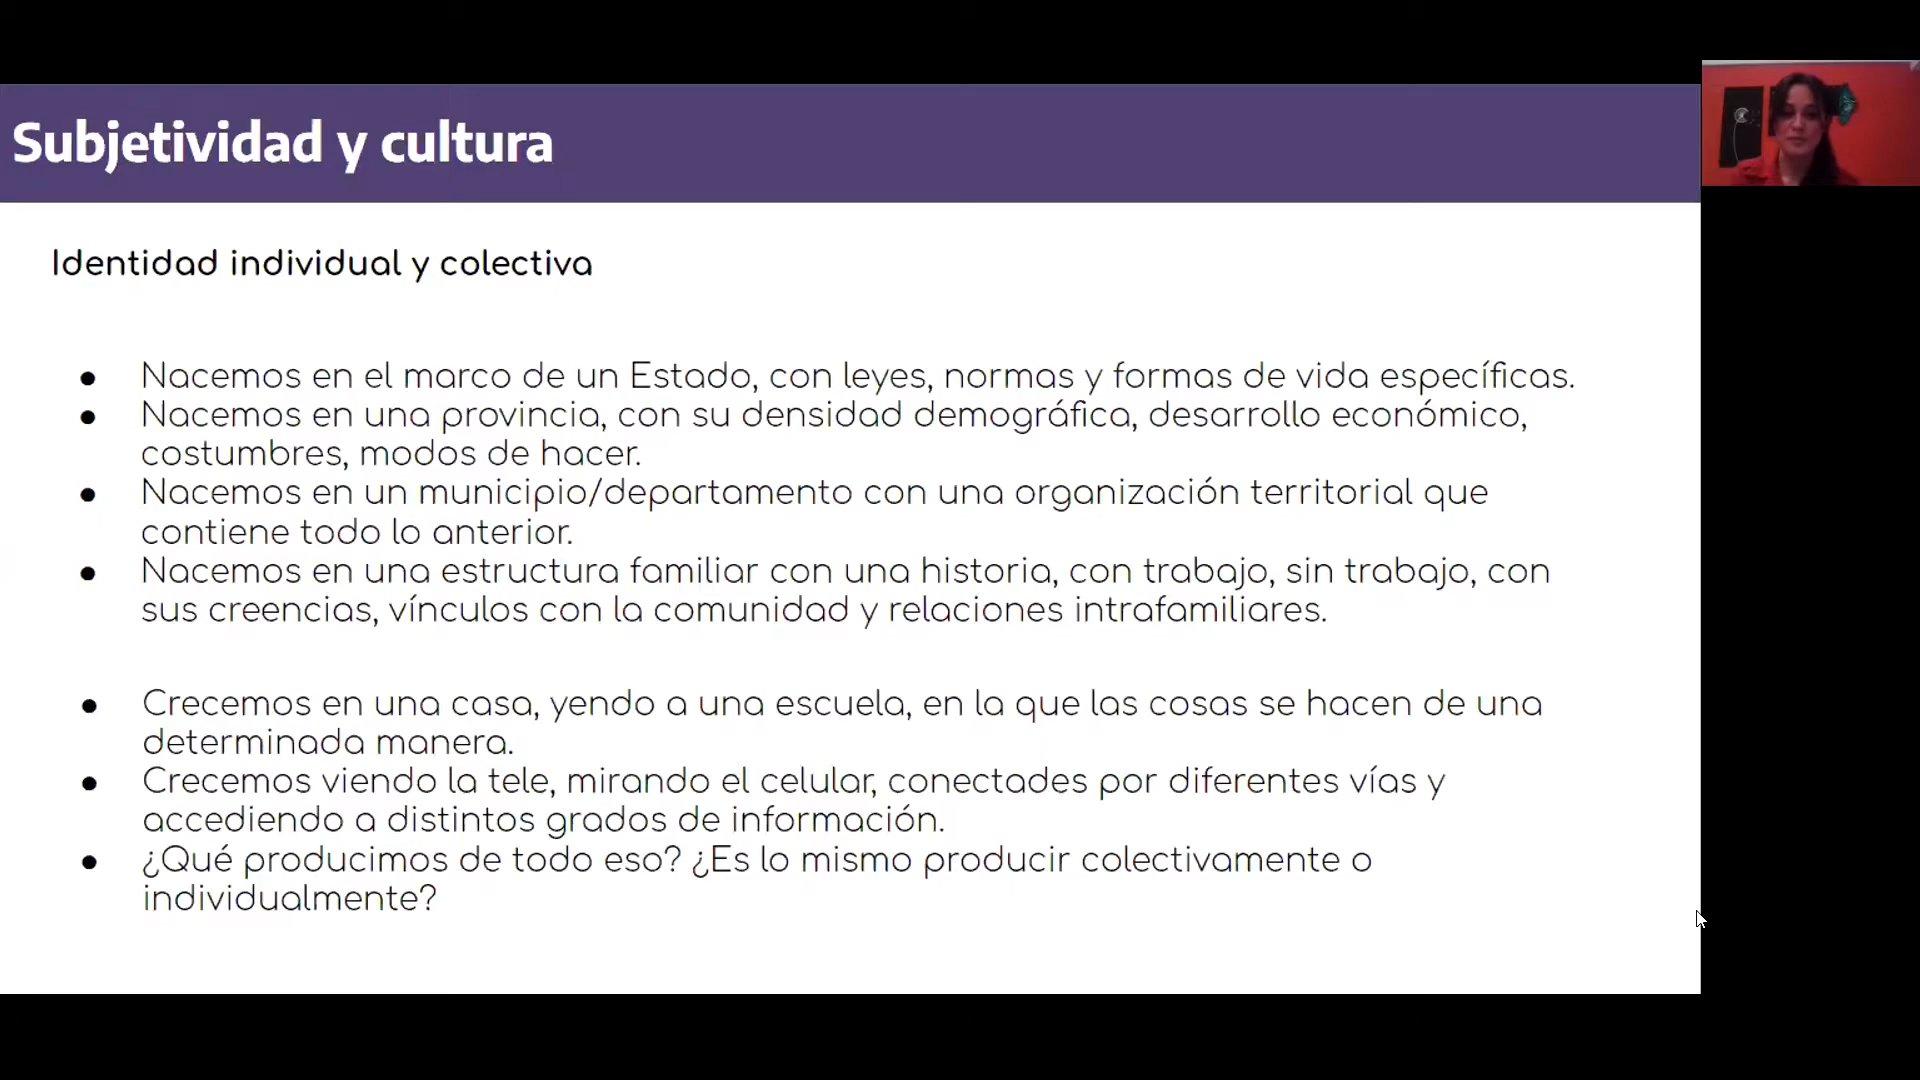 Subjetividad y cultura
Identidad individual y colectiva
● Nacemos en el marco de un Estado, con leyes, normas y formas de vida específicas.
● Nacemos en una provincia, con su densidad demográfica, desarrollo económico,
costumbres, modos de hacer.
● Nacemos en un municipio/departamento con una organización territorial que
contiene todo lo anterior.
● Nacemos en una estructura familiar con una historia, con trabajo, sin trabajo, con
sus creencias, vínculos con la comunidad y relaciones intrafamiliares.
● Crecemos en una casa, yendo a una escuela, en la que las cosas se hacen de una
determinada manera.
● Crecemos viendo la tele, mirando el celular, conectades por diferentes vías y
accediendo a distintos grados de información.
● ¿Qué producimos de todo eso? ¿Es lo mismo producir colectivamente o
individualmente?